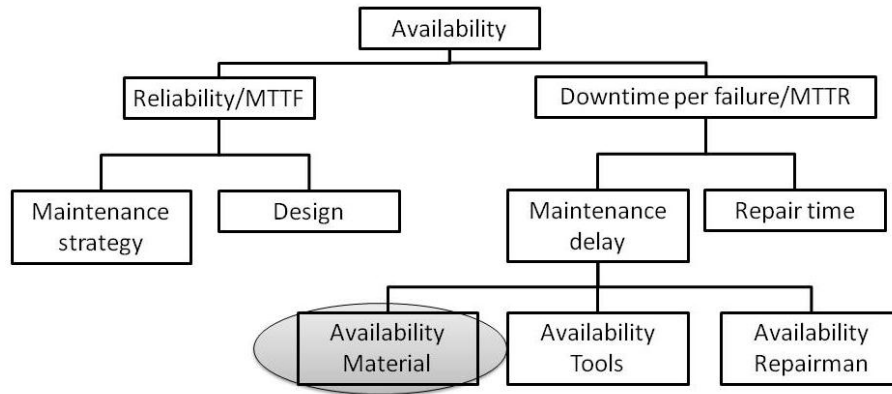 Availability
Reliability/MTTF
Downtime per failure/MTTR
Maintenance
strategy
Design
Maintenance
delay
Repair time
Availability
Material
Availability
Tools
Availability
Repairman